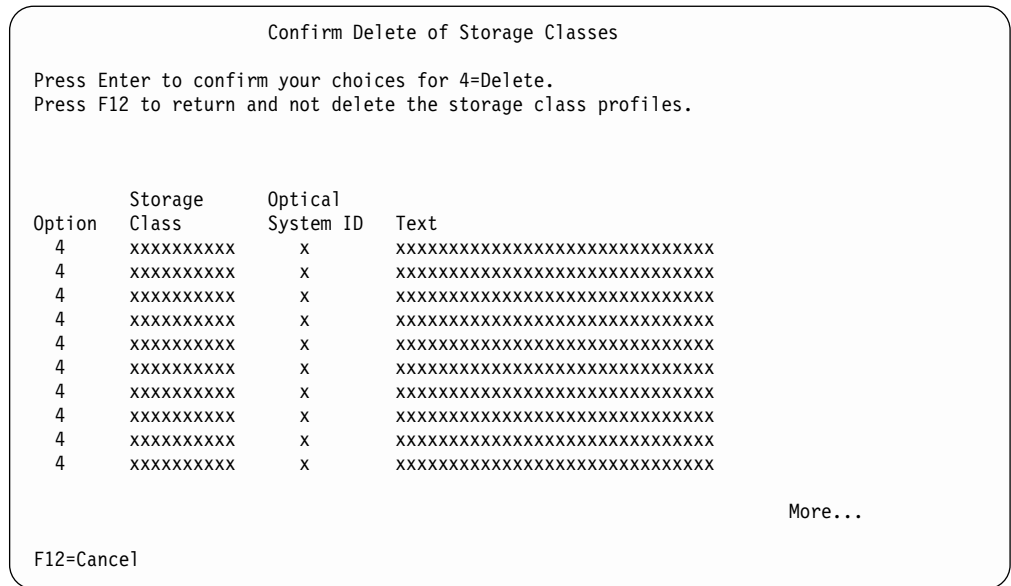 Confirm Delete of Storage Classes
Press Enter to confirm your choices for 4=Delete.
Press F12 to return and not delete the storage class profiles.
Storage Optical
Option Class System ID Text
4 xxxxxxxxxx x xxxxxxxxxxxxxxxxxxxxxxxxxxxxxx
4 xxxxxxxxxx x xxxxxxxxxxxxxxxxxxxxxxxxxxxxxx
4 xxxxxxxxxx x xxxxxxxxxxxxxxxxxxxxxxxxxxxxxx
4 xxxxxxxxxx x xxxxxxxxxxxxxxxxxxxxxxxxxxxxxx
4 xxxxxxxxxx x xxxxxxxxxxxxxxxxxxxxxxxxxxxxxx
4 xxxxxxxxxx x xxxxxxxxxxxxxxxxxxxxxxxxxxxxxx
4 xxxxxxxxxx x xxxxxxxxxxxxxxxxxxxxxxxxxxxxxx
4 xxxxxxxxxx x xxxxxxxxxxxxxxxxxxxxxxxxxxxxxx
4 xxxxxxxxxx x xxxxxxxxxxxxxxxxxxxxxxxxxxxxxx
4 xxxxxxxxxx x xxxxxxxxxxxxxxxxxxxxxxxxxxxxxx
More...
F12=Cancel